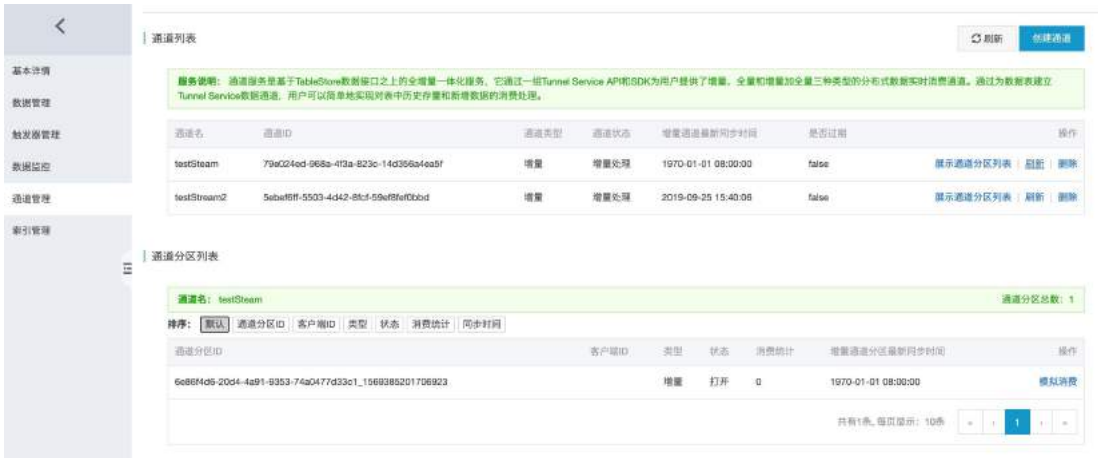 通道列表
刷新
创建通道
基本详情
数据管理
触发器管理
数据监控
通道管理
索引管理
服务说明： 通道服务是基于TableStore数据接口之上的全增量一体化服务，它通过一组Tunnel Service API和SDK为用户提供了增量、全量和增量加全量三种类型的分布式数据实时消费通道。通过为数据表建立
Tunnel Service数据通道，用户可以简单地实现对表中历史存量和新增数据的消费处理。
通道名 通道ID 通道类型 通道状态 增量通道最新同步时间 是否过期 操作
testSteam 79e024ed-968a-4f3a-823c-14d356a4ea5f 增量 增量处理 1970-01-01 08:00:00 false 展示通道分区列表 | 刷新 | 删除
testStream2 5ebef6ff-5503-4d42-8fcf-59ef8fef0bbd 增量 增量处理 2019-09-25 15:40:06 false 展示通道分区列表 | 刷新 | 删除
通道分区列表
通道名： testSteam 通道分区总数：1
排序： 默认 通道分区ID 客户端ID 类型 状态 消费统计 同步时间
通道分区ID 客户端ID 类型 状态 消费统计 增量通道分区最新同步时间 操作
6e86f4d6-20d4-4a91-9353-74a0477d33c1_1569385201706923 增量 打开 0 1970-01-01 08:00:00 模拟消费
共有1条，每页显示：10条 « ‹ 1 › »